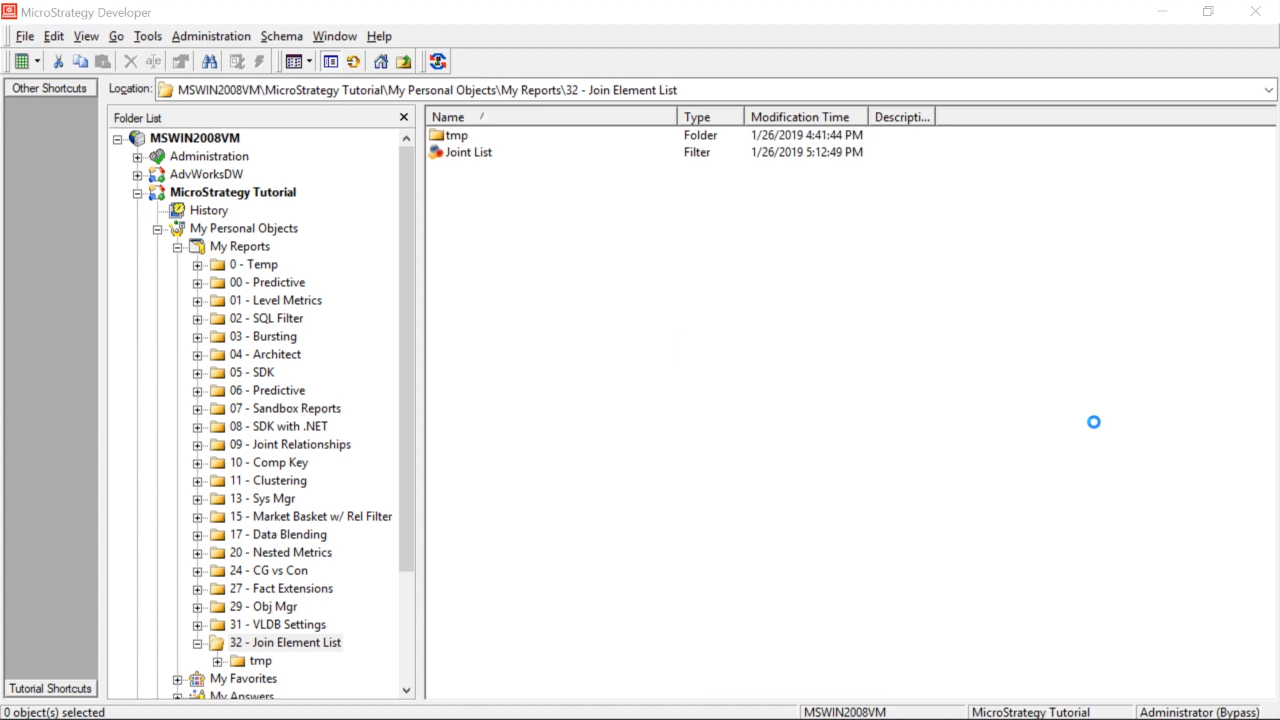 MicroStrategy Developer
File Edit View Go Tools Administration Schema Window Help
Other Shortcuts
Location: MSWIN2008VM\MicroStrategy Tutorial\My Personal Objects\My Reports\32 - Join Element List
Folder List
Name Type Modification Time Descripti...
MSWIN2008VM
Administration
AdvWorksDW
MicroStrategy Tutorial
History
My Personal Objects
My Reports
0 - Temp
00 - Predictive
01 - Level Metrics
02 - SQL Filter
03 - Bursting
04 - Architect
05 - SDK
06 - Predictive
07 - Sandbox Reports
08 - SDK with .NET
09 - Joint Relationships
10 - Comp Key
11 - Clustering
13 - Sys Mgr
15 - Market Basket w/ Rel Filter
17 - Data Blending
20 - Nested Metrics
24 - CG vs Con
27 - Fact Extensions
29 - Obj Mgr
31 - VLDB Settings
32 - Join Element List
tmp
My Favorites
My Answers
tmp Folder 1/26/2019 4:41:44 PM
Joint List Filter 1/26/2019 5:12:49 PM
Tutorial Shortcuts
0 object(s) selected MSWIN2008VM MicroStrategy Tutorial Administrator (Bypass)